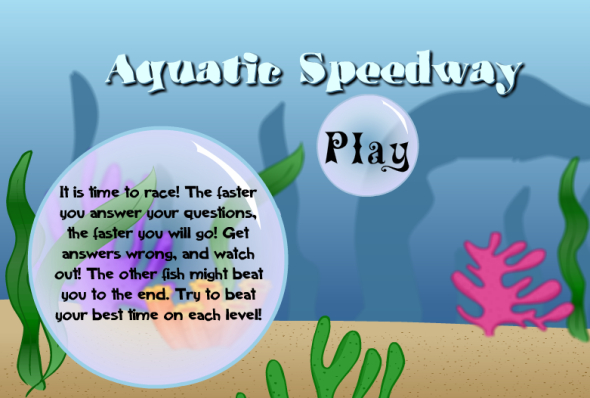 Aquatic Speedway
Play
It is time to race! The faster
you answer your questions,
the faster you will go! Get
answers wrong, and watch
out! The other fish might beat
you to the end. Try to beat
your best time on each level!